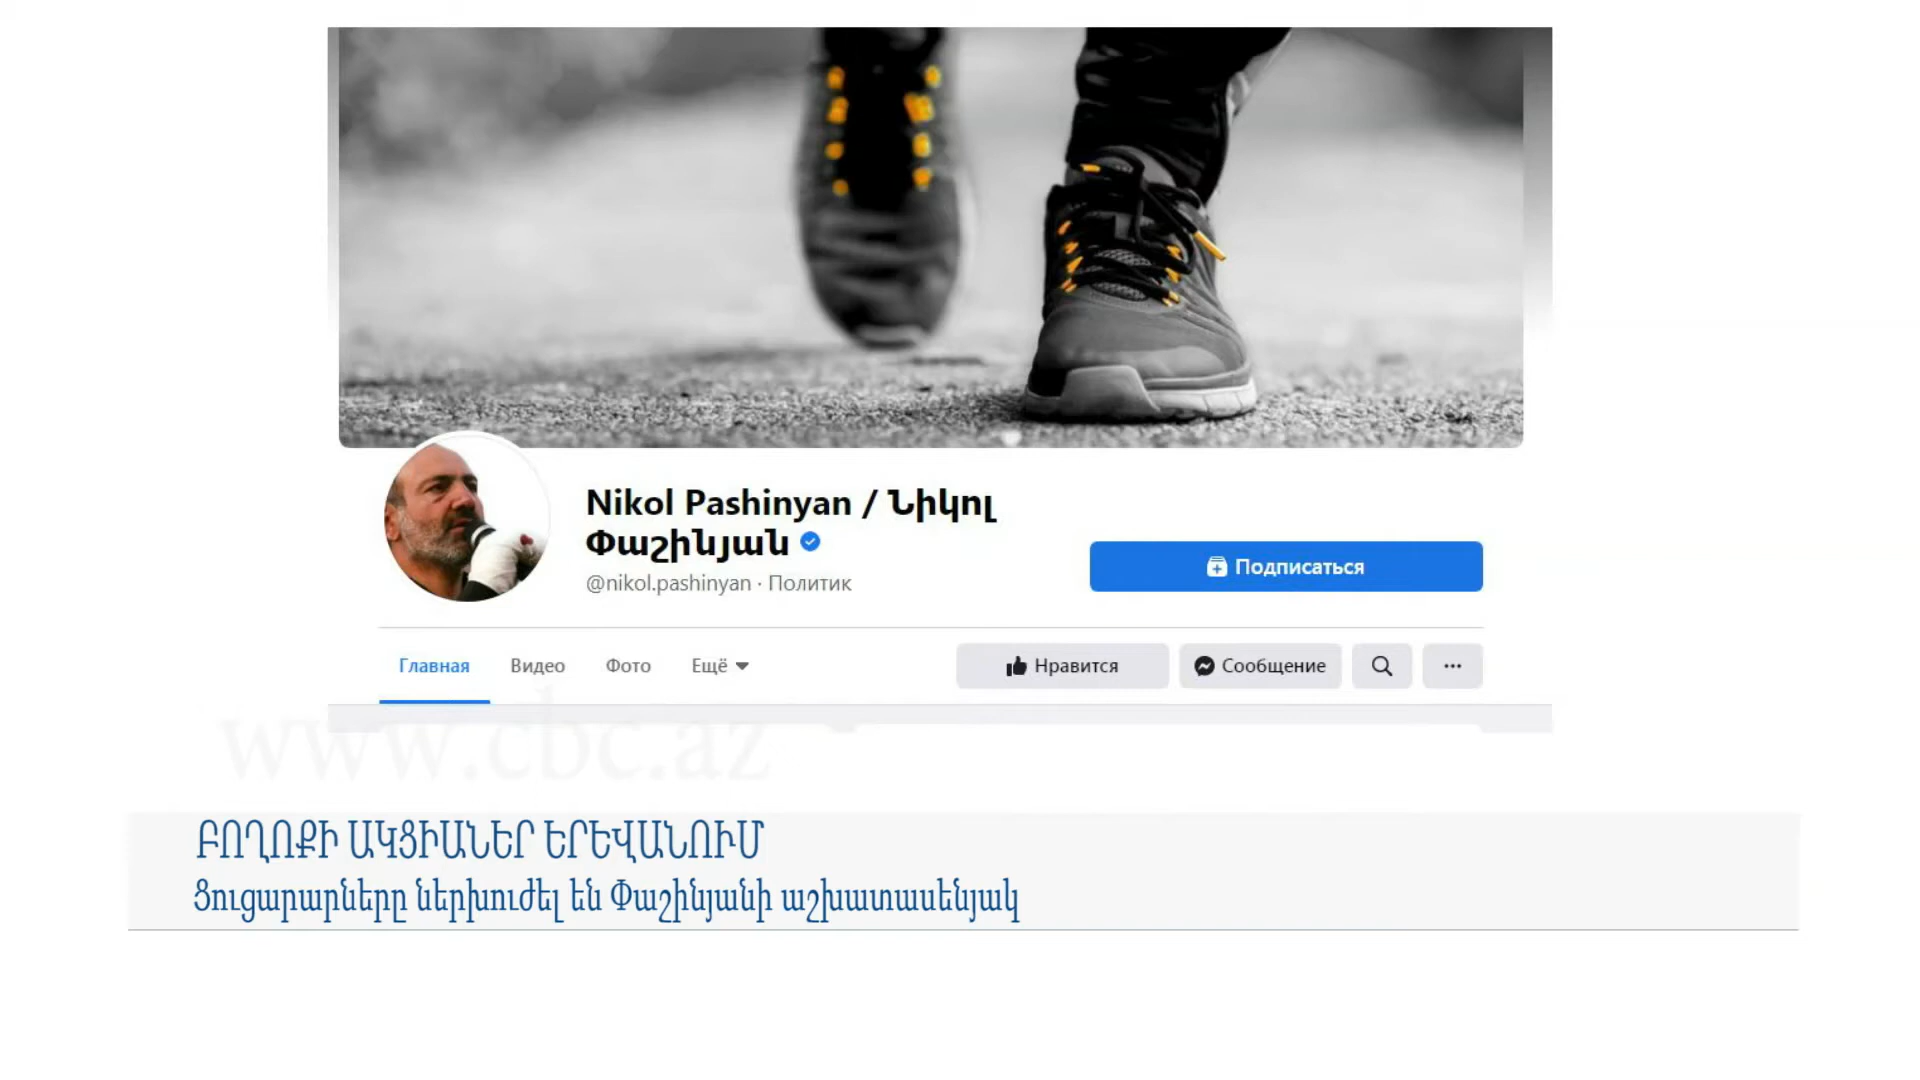 Nikol Pashinyan / Նիկոլ
Փաշինյան
@nikol.pashinyan · Политик
Подписаться
Главная Видео Фото Ещё Нравится Сообщение
www.cbc.az
ԲՈՂՈՔԻ ԱԿՑԻԱՆԵՐ ԵՐԵՎԱՆՈՒՄ
Ցուցարարները ներխուժել են Փաշինյանի աշխատասենյակ